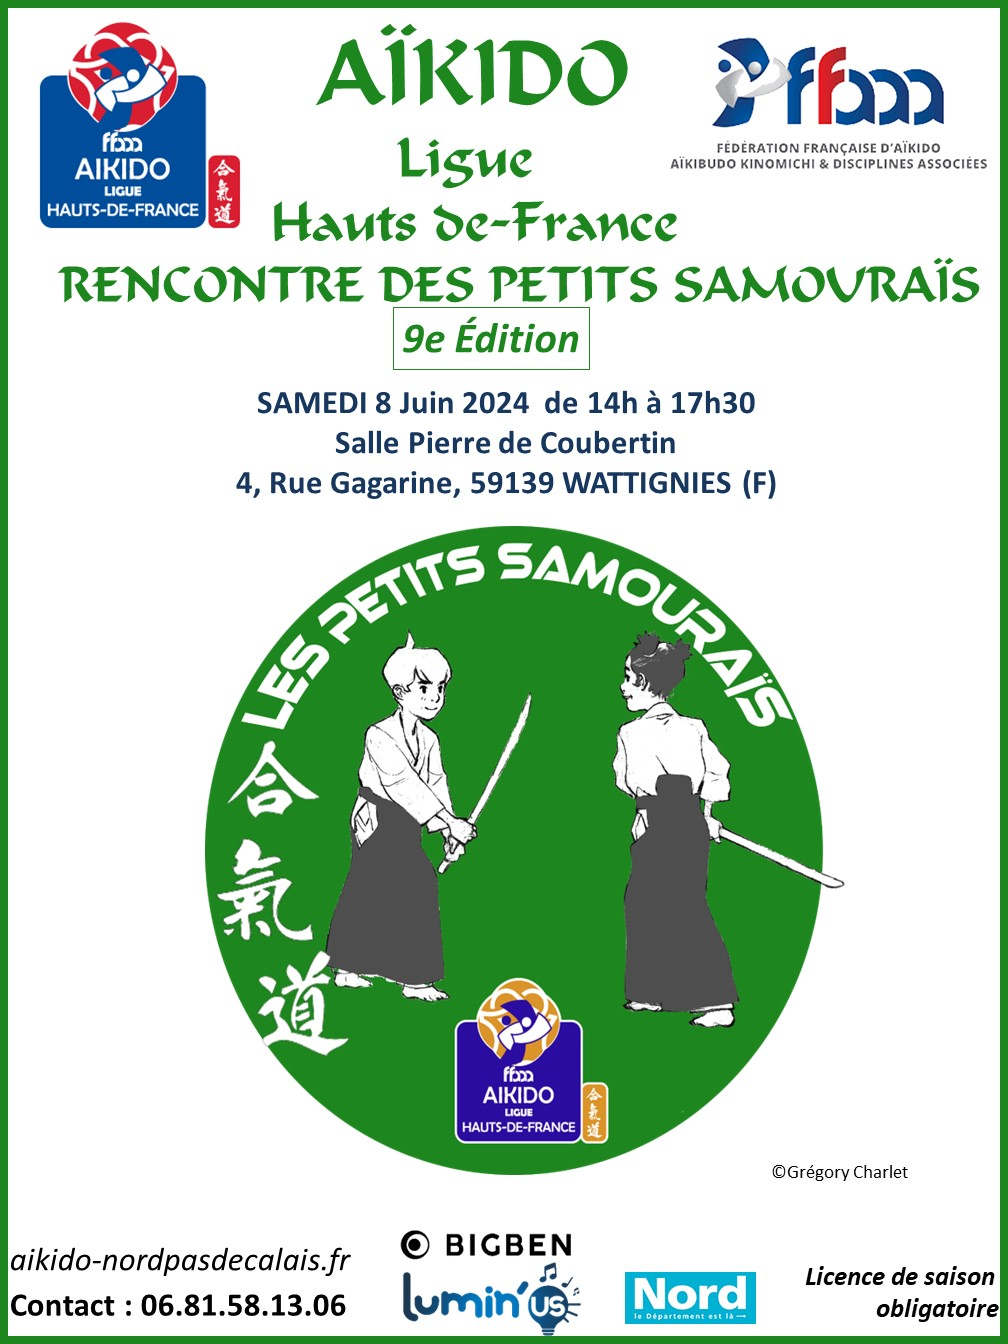 AÏKIDO
Ligue
Hauts de-France
RENCONTRE DES PETITS SAMOURAÏS
9e Édition
ffaaa
AIKIDO
LIGUE
HAUTS-DE-FRANCE
合氣道
ffaaa
FÉDÉRATION FRANÇAISE D'AÏKIDO
AÏKIBUDO KINOMICHI & DISCIPLINES ASSOCIÉES
SAMEDI 8 Juin 2024 de 14h à 17h30
Salle Pierre de Coubertin
4, Rue Gagarine, 59139 WATTIGNIES (F)
LES PETITS SAMOURAÏS
合氣道
ffaaa
AIKIDO
LIGUE
HAUTS-DE-FRANCE
合氣道
©Grégory Charlet
aikido-nordpasdecalais.fr
Contact : 06.81.58.13.06
BIGBEN
Lumin'US
Nord
le Département est là
Licence de saison
obligatoire